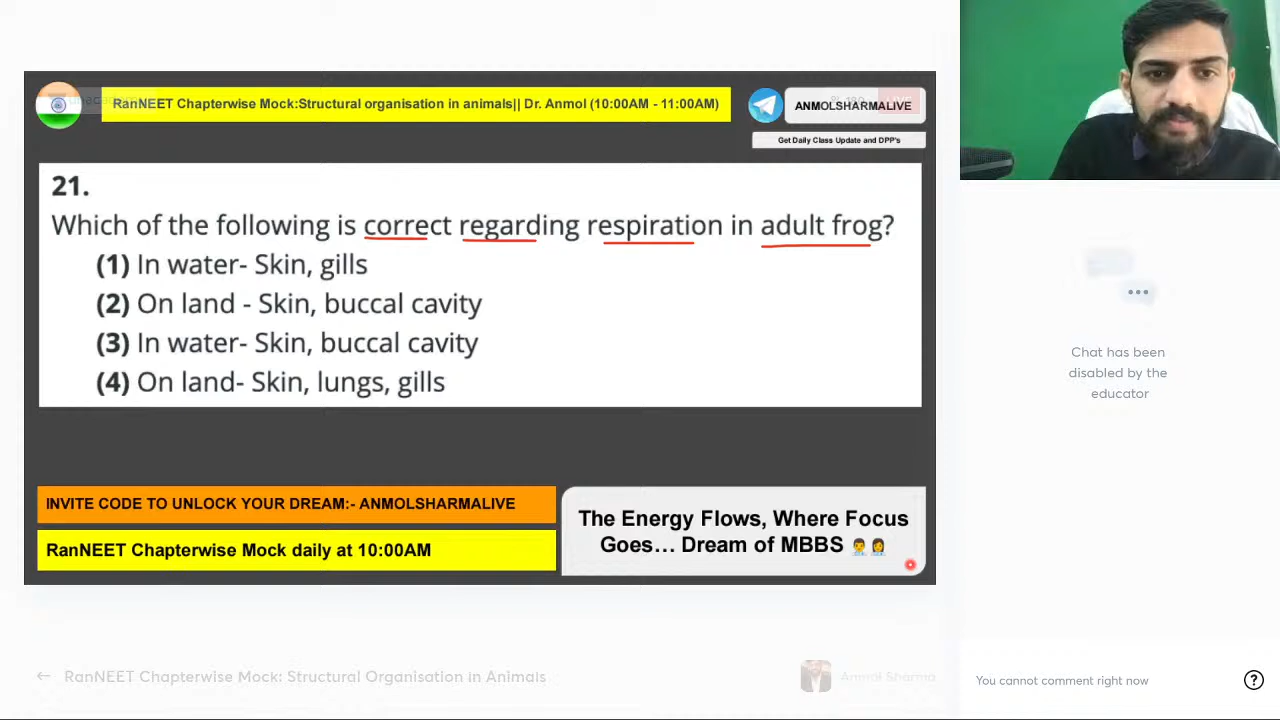 RanNEET Chapterwise Mock:Structural organisation in animals|| Dr. Anmol (10:00AM - 11:00AM)
ANMOLSHARMALIVE
Get Daily Class Update and DPP's
21.
Which of the following is correct regarding respiration in adult frog?
(1) In water- Skin, gills
(2) On land - Skin, buccal cavity
(3) In water- Skin, buccal cavity
(4) On land- Skin, lungs, gills
Chat has been
disabled by the
educator
INVITE CODE TO UNLOCK YOUR DREAM:- ANMOLSHARMALIVE
RanNEET Chapterwise Mock daily at 10:00AM
The Energy Flows, Where Focus
Goes... Dream of MBBS 👨‍⚕️👩‍⚕️
← RanNEET Chapterwise Mock: Structural Organisation in Animals
Anmol Sharma
You cannot comment right now
?